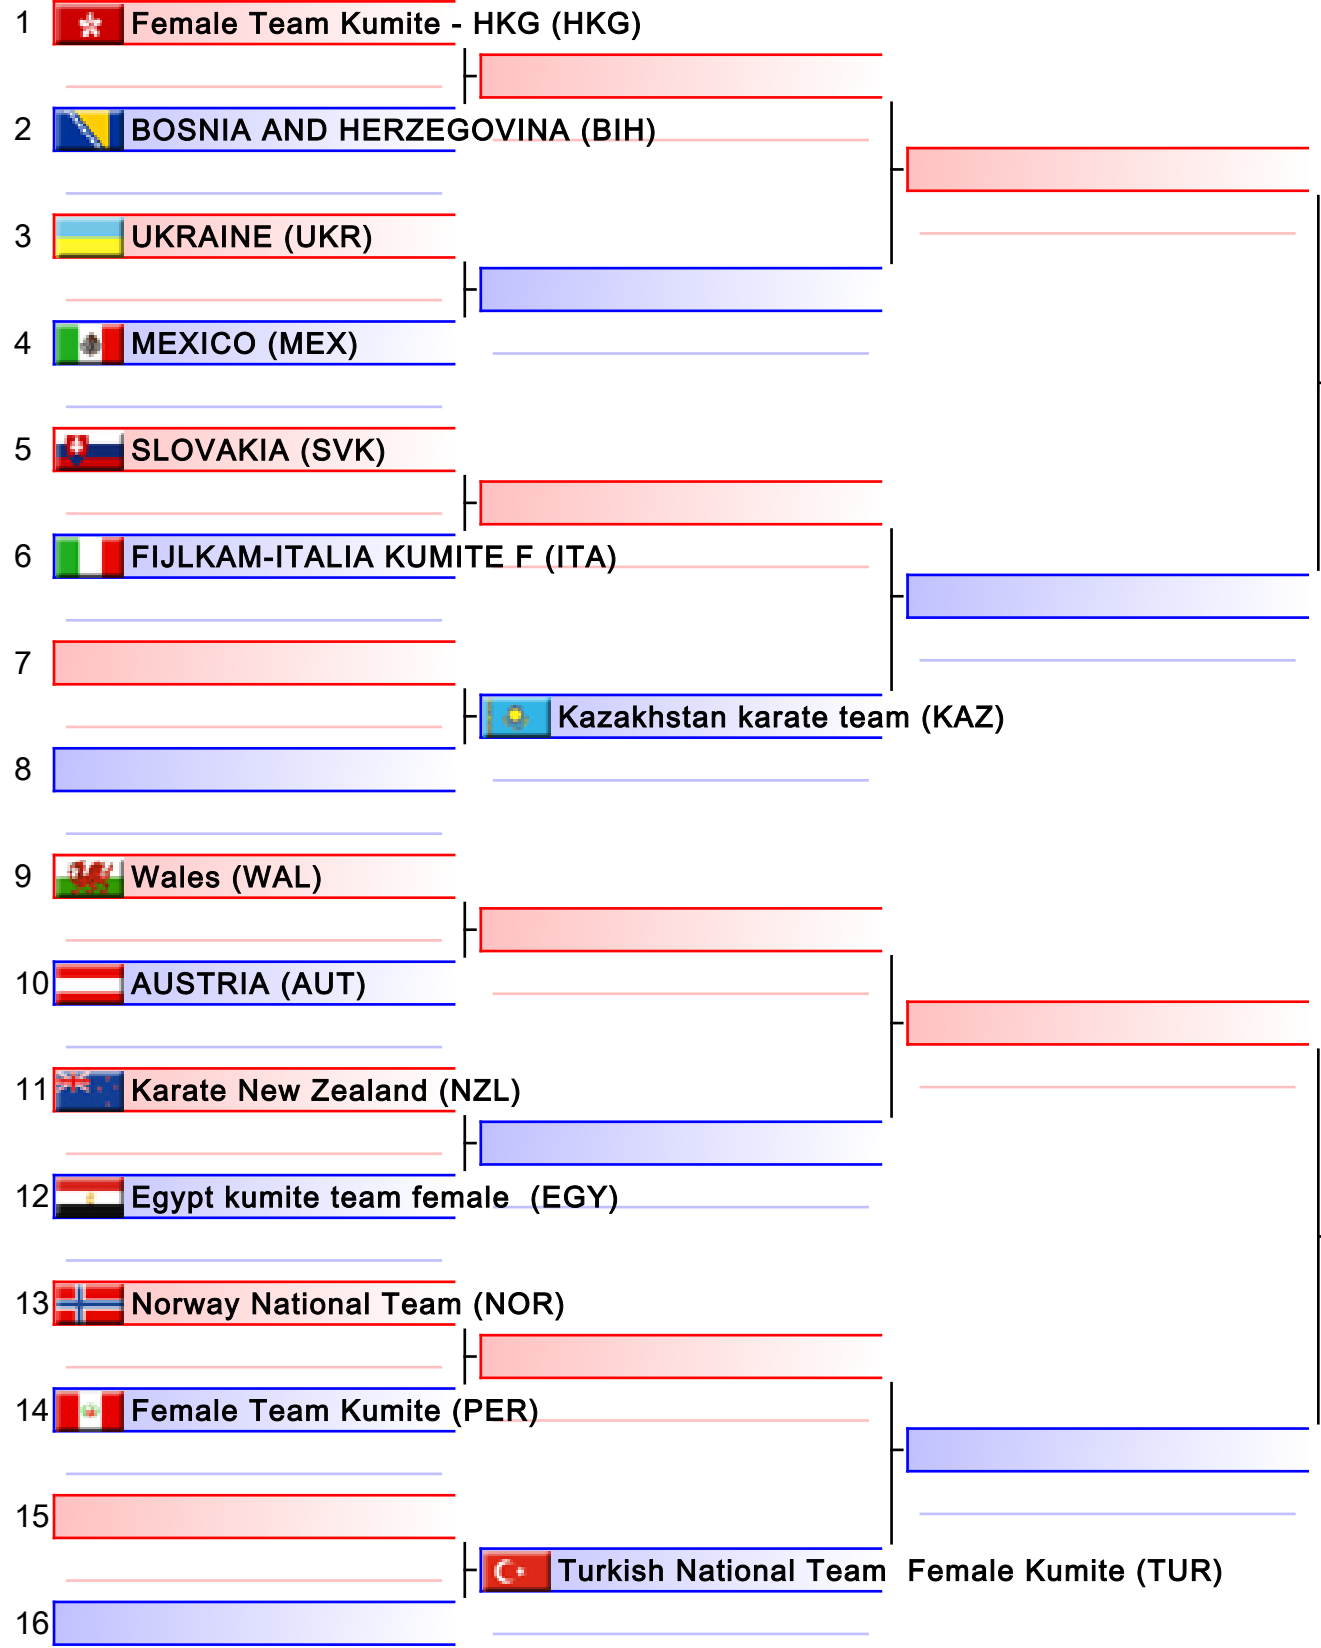 1 Female Team Kumite - HKG (HKG)
2 BOSNIA AND HERZEGOVINA (BIH)
3 UKRAINE (UKR)
4 MEXICO (MEX)
5 SLOVAKIA (SVK)
6 FIJLKAM-ITALIA KUMITE F (ITA)
7
Kazakhstan karate team (KAZ)
8
9 Wales (WAL)
10 AUSTRIA (AUT)
11 Karate New Zealand (NZL)
12 Egypt kumite team female  (EGY)
13 Norway National Team (NOR)
14 Female Team Kumite (PER)
15
Turkish National Team  Female Kumite (TUR)
16